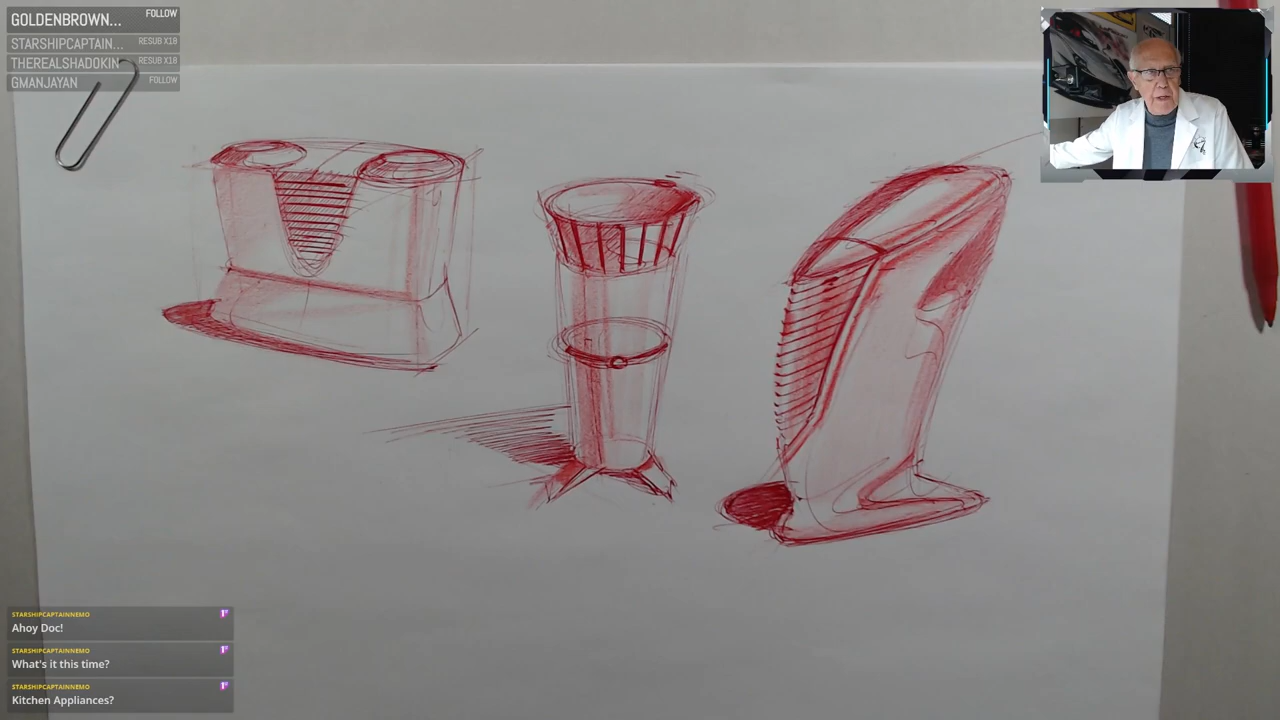 GOLDENBROWN...
FOLLOW
STARSHIPCAPTAIN...
RESUB X18
THEREALSHADOKIN
RESUB X18
GMANJAYAN
FOLLOW
STARSHIPCAPTAINNEMO
Ahoy Doc!
STARSHIPCAPTAINNEMO
What's it this time?
STARSHIPCAPTAINNEMO
Kitchen Appliances?